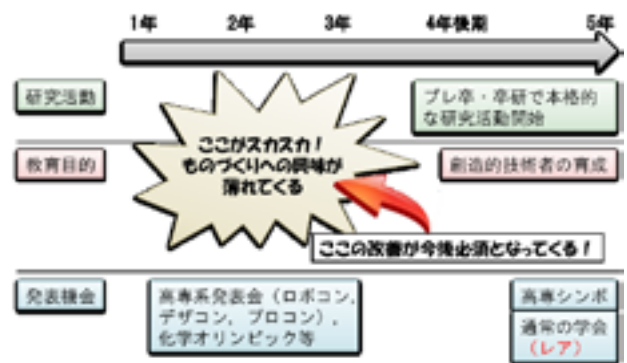 1年 2年 3年 4年後期 5年
研究活動
ここがスカスカ!
ものづくりへの興味が
薄れてくる
プレ卒・卒研で本格的
な研究活動開始
教育目的
創造的技術者の育成
ここの改善が今後必須となってくる!
発表機会
高専系発表会(ロボコン,
デザコン, プロコン),
化学オリンピック等
高専シンポ
通常の学会
(レア)